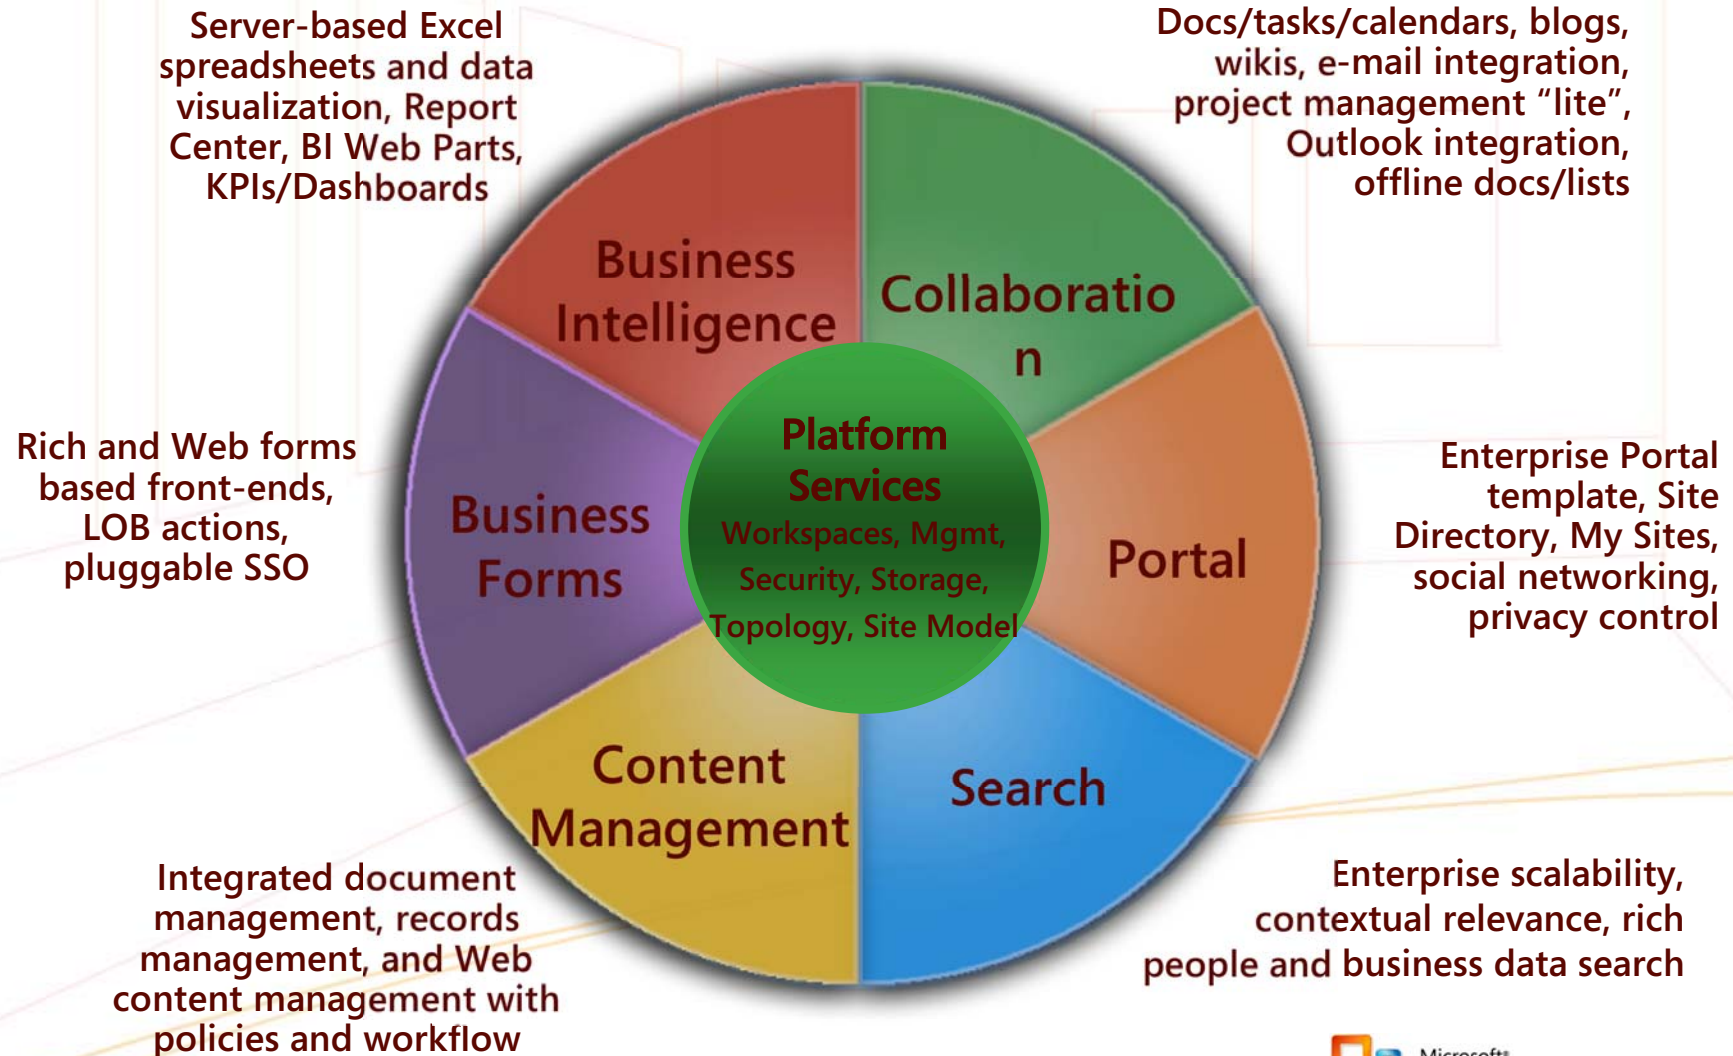 Server-based Excel
spreadsheets and data
visualization, Report
Center, BI Web Parts,
KPIs/Dashboards
Docs/tasks/calendars, blogs,
wikis, e-mail integration,
project management “lite”,
Outlook integration,
offline docs/lists
Business
Intelligence
Collaboratio
n
Rich and Web forms
based front-ends,
LOB actions,
pluggable SSO
Business
Forms
Platform
Services
Workspaces, Mgmt,
Security, Storage,
Topology, Site Model
Portal
Enterprise Portal
template, Site
Directory, My Sites,
social networking,
privacy control
Content
Management
Search
Integrated document
management, records
management, and Web
content management with
policies and workflow
Enterprise scalability,
contextual relevance, rich
people and business data search
Microsoft®